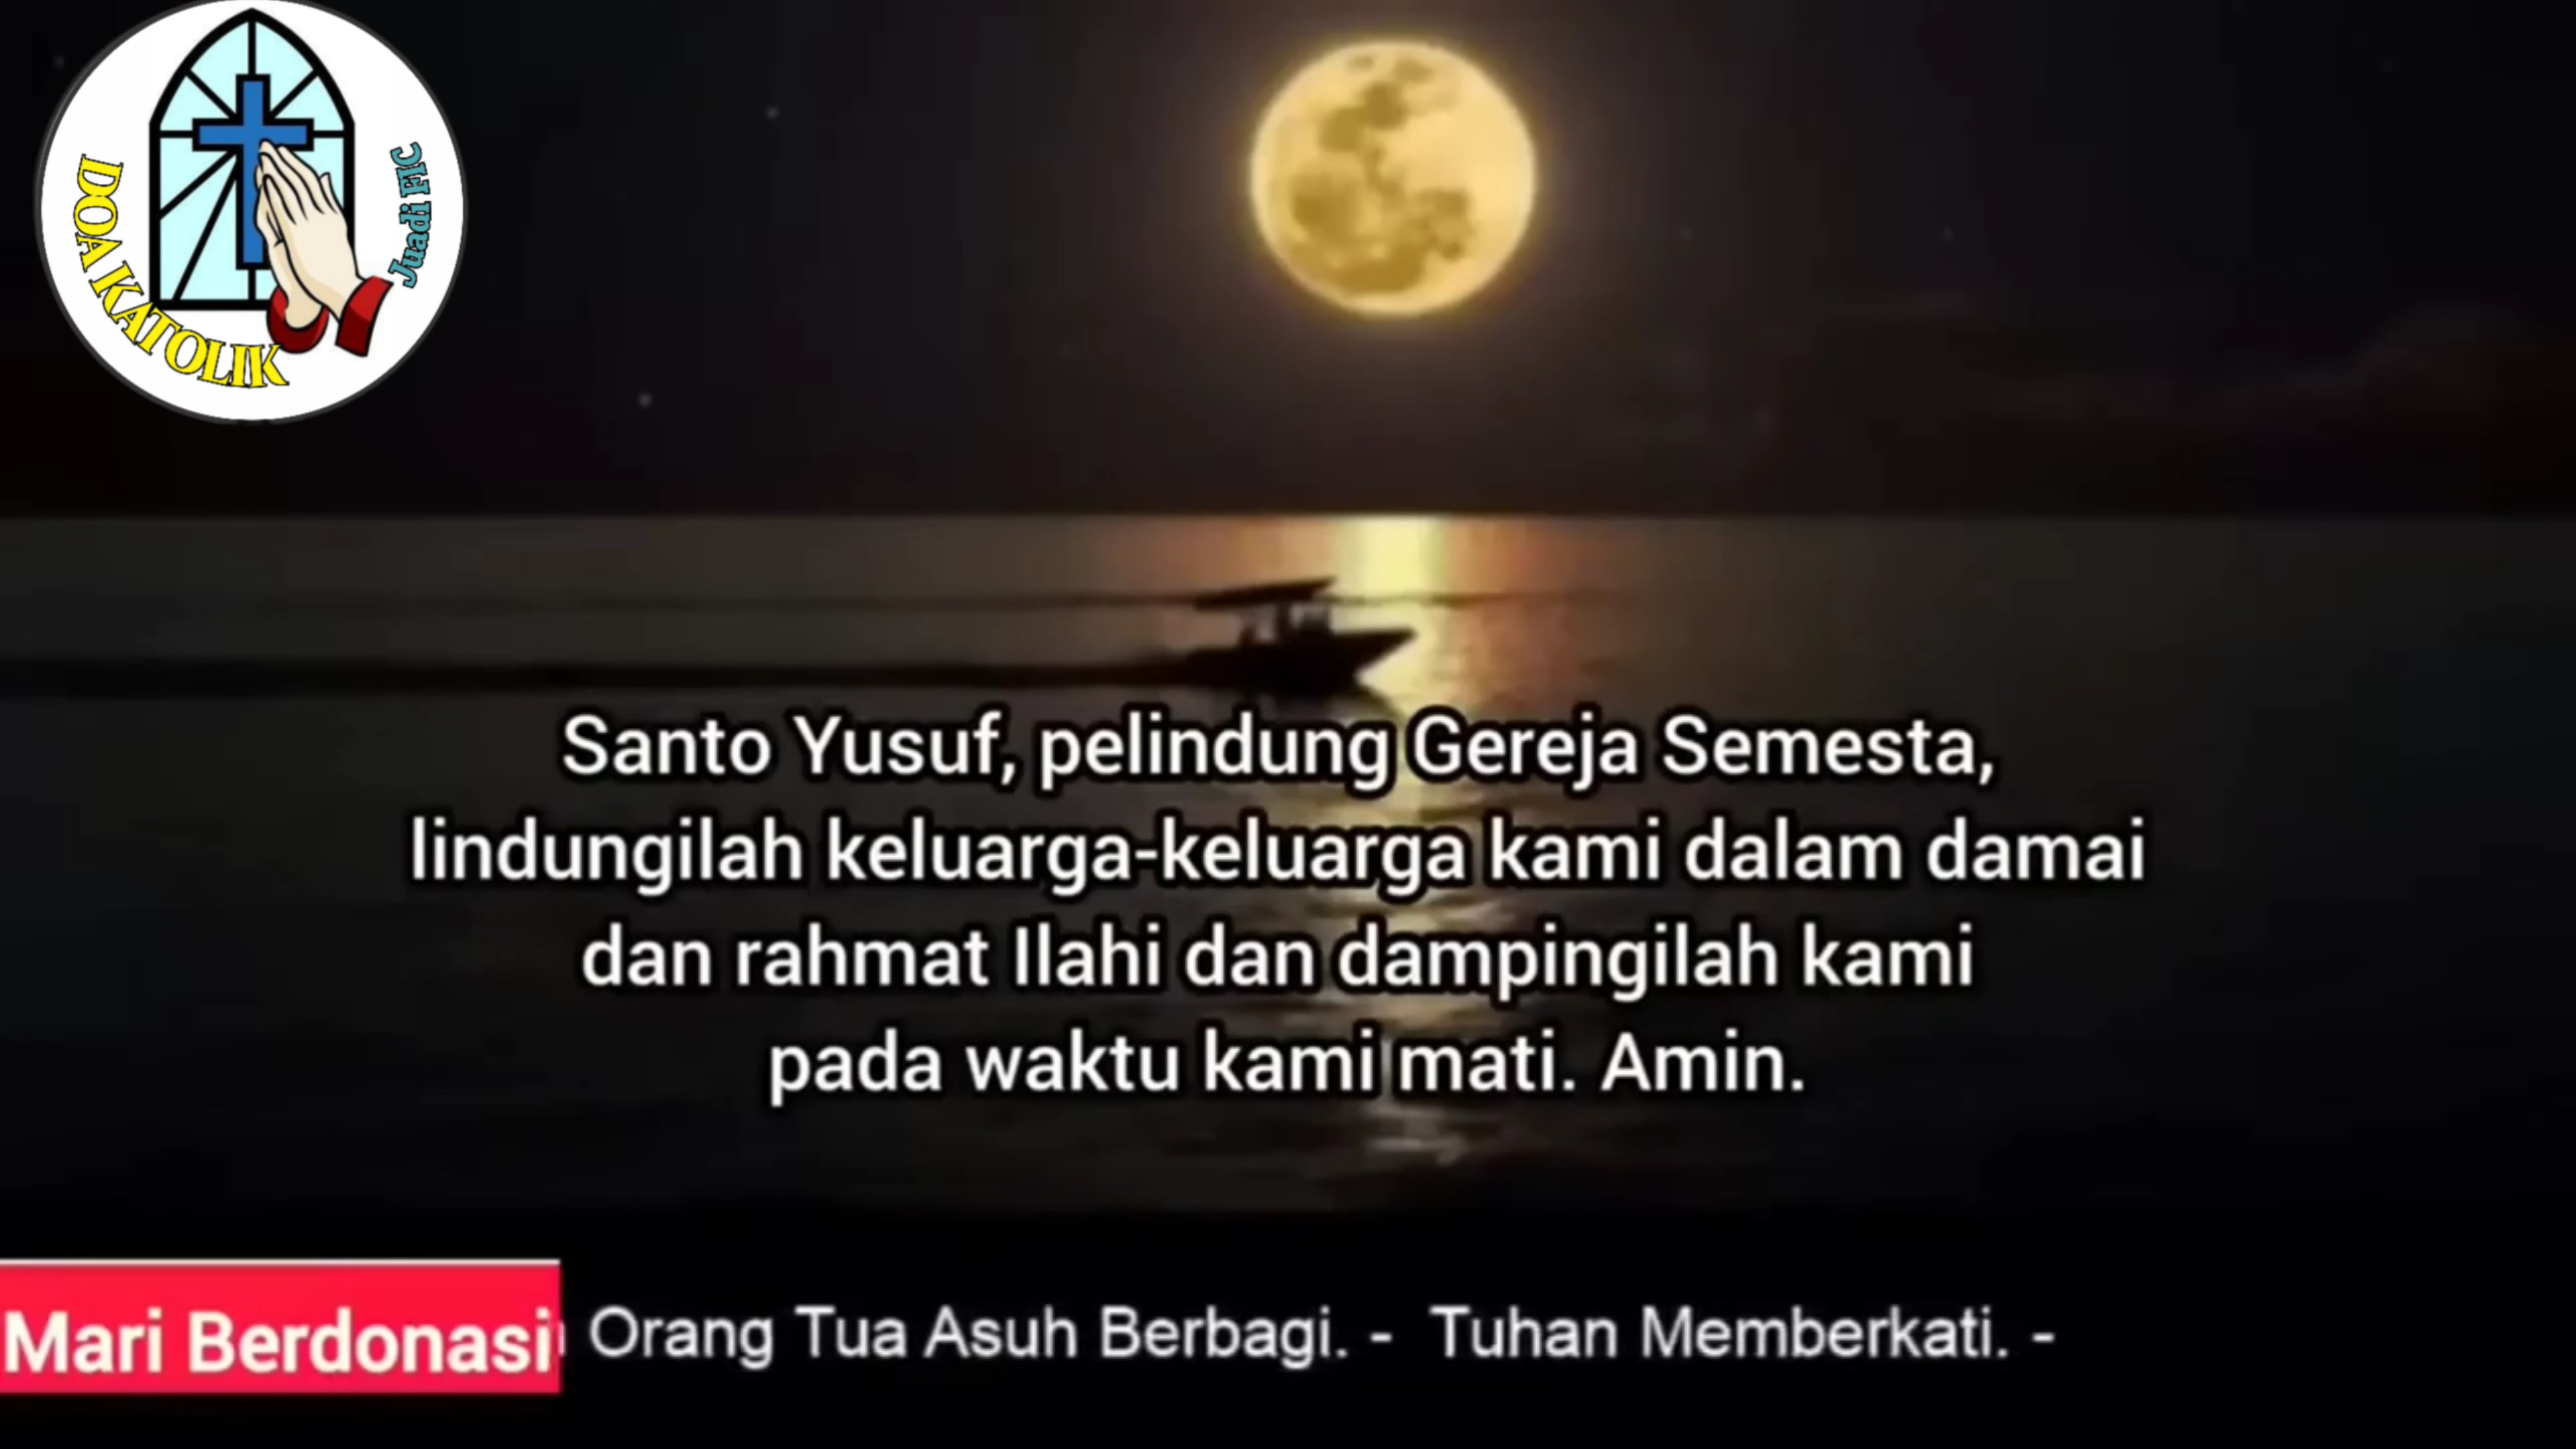 DOA KATOLIK
Juadi FIC
Santo Yusuf, pelindung Gereja Semesta,
lindungilah keluarga-keluarga kami dalam damai
dan rahmat Ilahi dan dampingilah kami
pada waktu kami mati. Amin.
Mari Berdonasi Orang Tua Asuh Berbagi. - Tuhan Memberkati. -